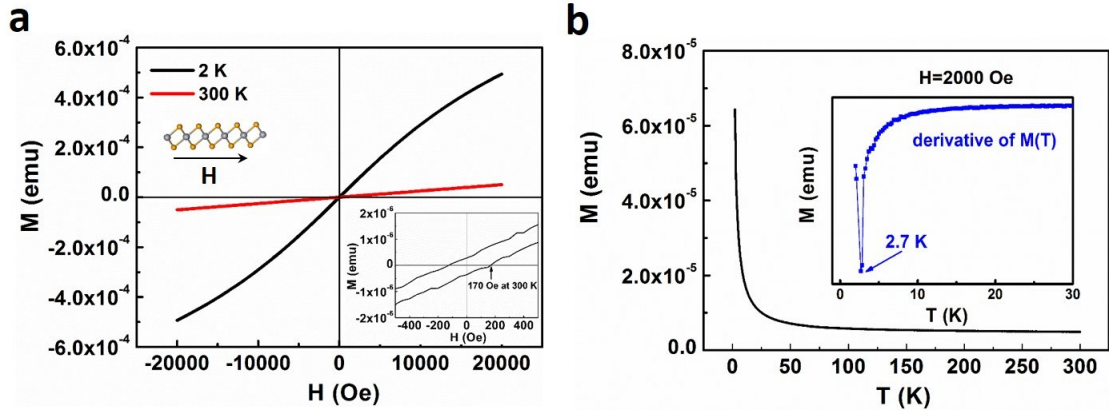 a
6.0x10⁻⁴
4.0x10⁻⁴
2.0x10⁻⁴
0.0
-2.0x10⁻⁴
-4.0x10⁻⁴
-6.0x10⁻⁴
M (emu)
2 K
300 K
H
-20000 -10000 0 10000 20000
H (Oe)
2x10⁻⁶
1x10⁻⁶
0
-1x10⁻⁶
-2x10⁻⁶
M (emu)
170 Oe at 300 K
-400 -200 0 200 400
H (Oe)
b
8.0x10⁻⁵
6.0x10⁻⁵
4.0x10⁻⁵
2.0x10⁻⁵
0.0
M (emu)
H=2000 Oe
derivative of M(T)
M (emu)
2.7 K
0 10 20 30
T (K)
0 50 100 150 200 250 300
T (K)